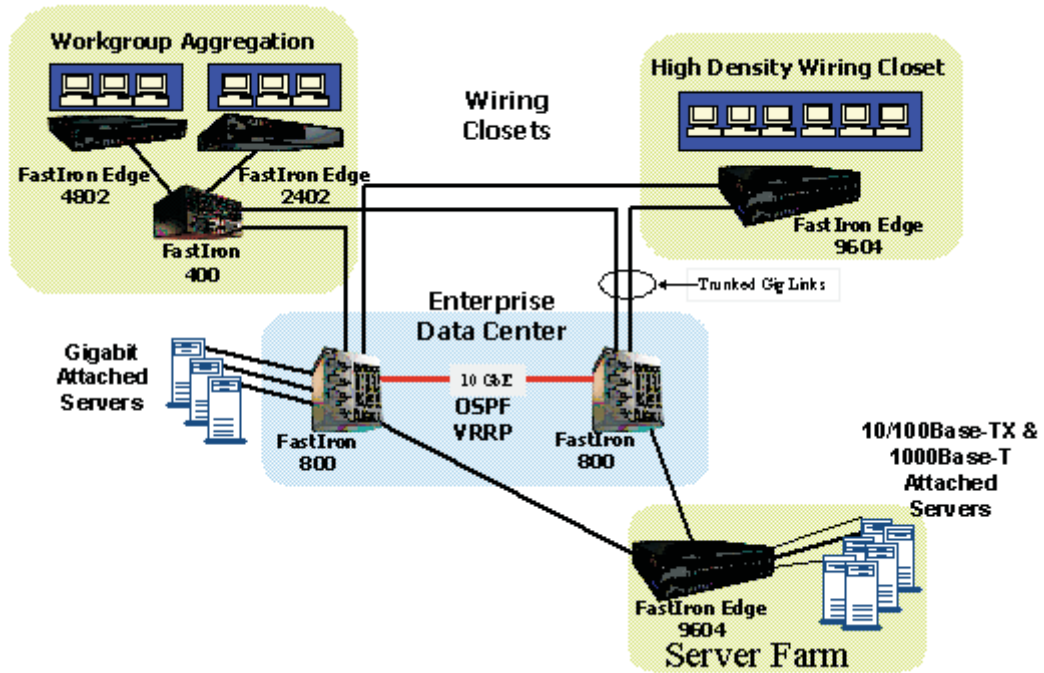 Workgroup Aggregation
FastIron Edge
4802
FastIron Edge
2402
FastIron
400
Wiring
Closets
High Density Wiring Closet
FastIron Edge
9604
Trunked Gig Links
Enterprise
Data Center
Gigabit
Attached
Servers
10 GbE
OSPF
VRRP
FastIron
800
FastIron
800
10/100Base-TX &
1000Base-T
Attached
Servers
FastIron Edge
9604
Server Farm